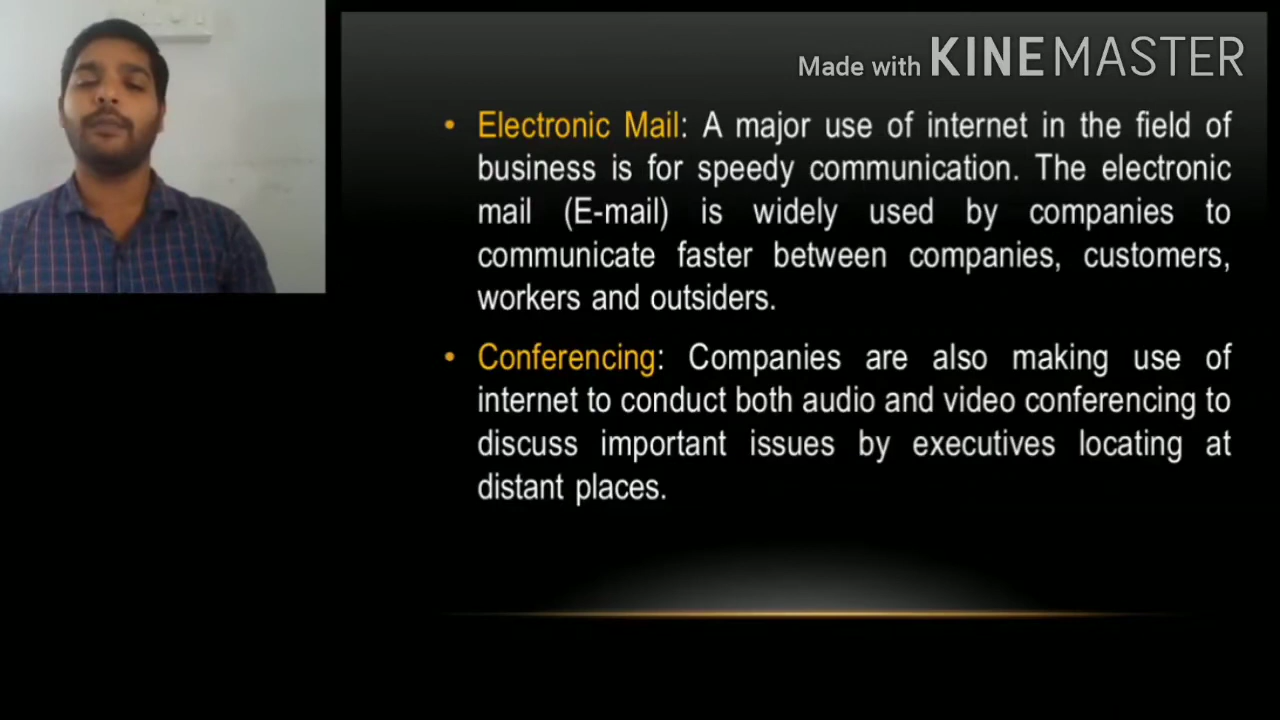 Made with KINEMASTER
• Electronic Mail: A major use of internet in the field of
business is for speedy communication. The electronic
mail (E-mail) is widely used by companies to
communicate faster between companies, customers,
workers and outsiders.
• Conferencing: Companies are also making use of
internet to conduct both audio and video conferencing to
discuss important issues by executives locating at
distant places.